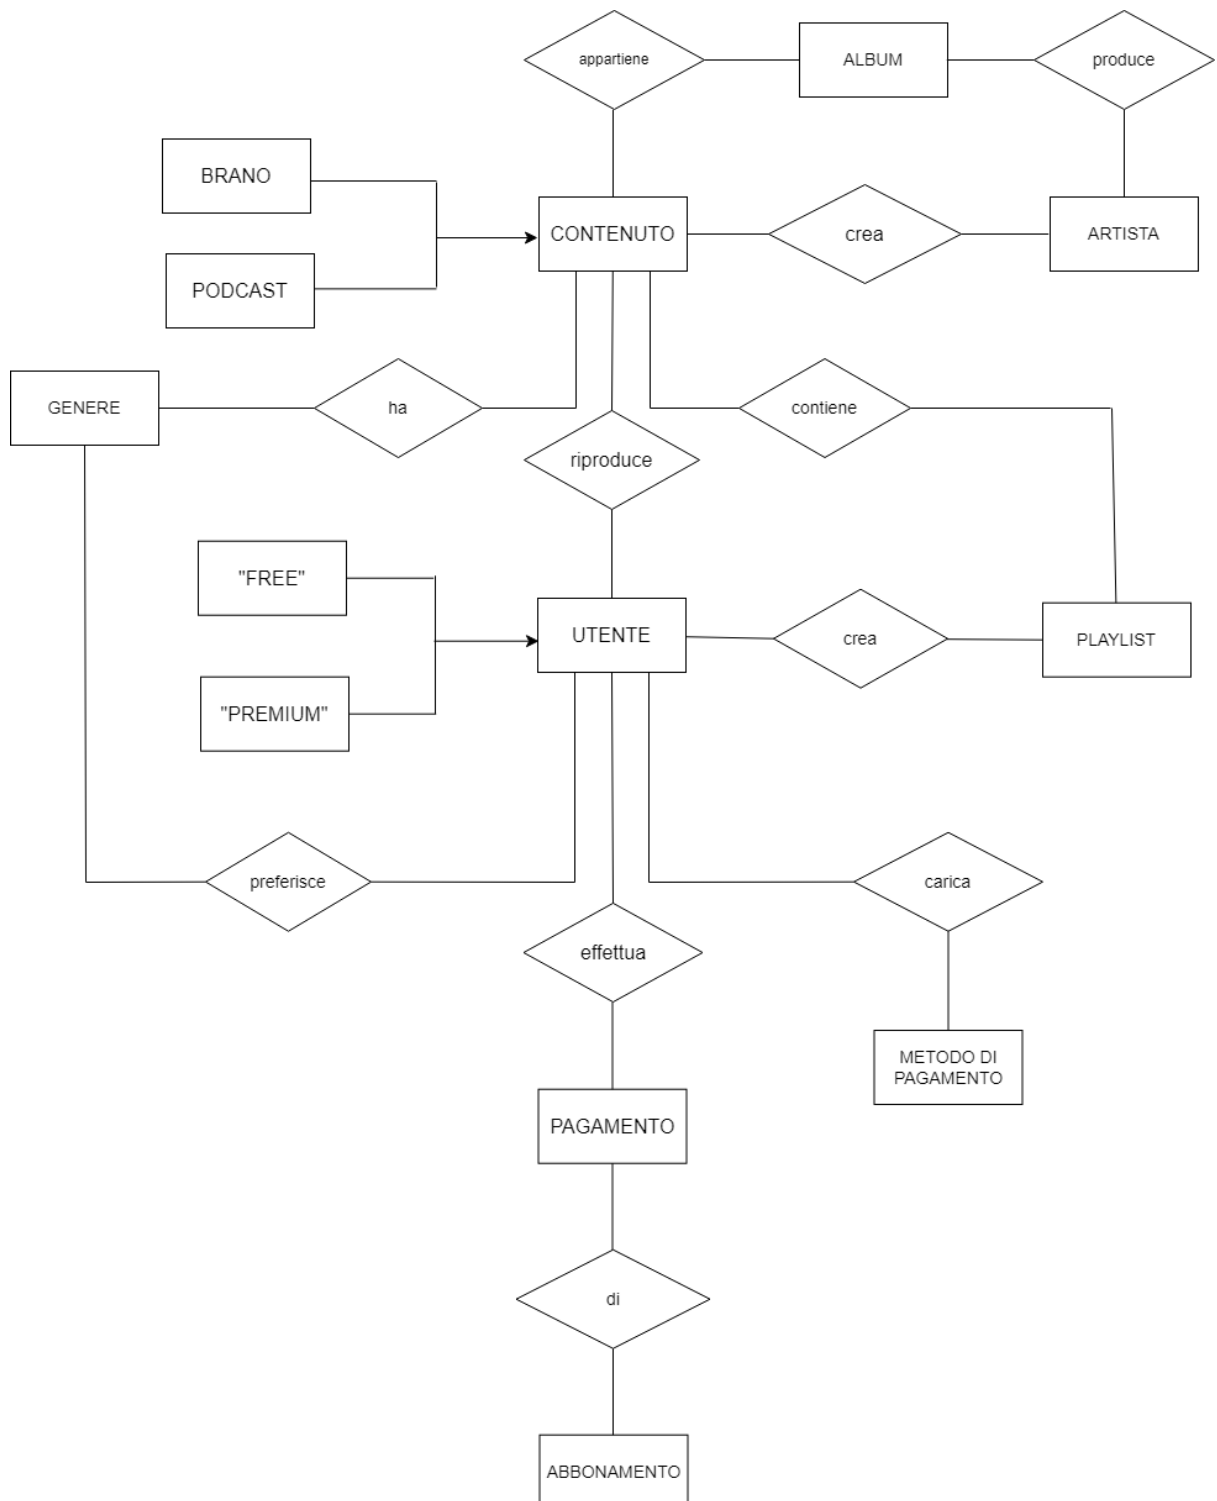 appartiene
ALBUM
produce
BRANO
CONTENUTO
crea
ARTISTA
PODCAST
GENERE
ha
contiene
riproduce
"FREE"
UTENTE
crea
PLAYLIST
"PREMIUM"
preferisce
carica
effettua
METODO DI
PAGAMENTO
PAGAMENTO
di
ABBONAMENTO